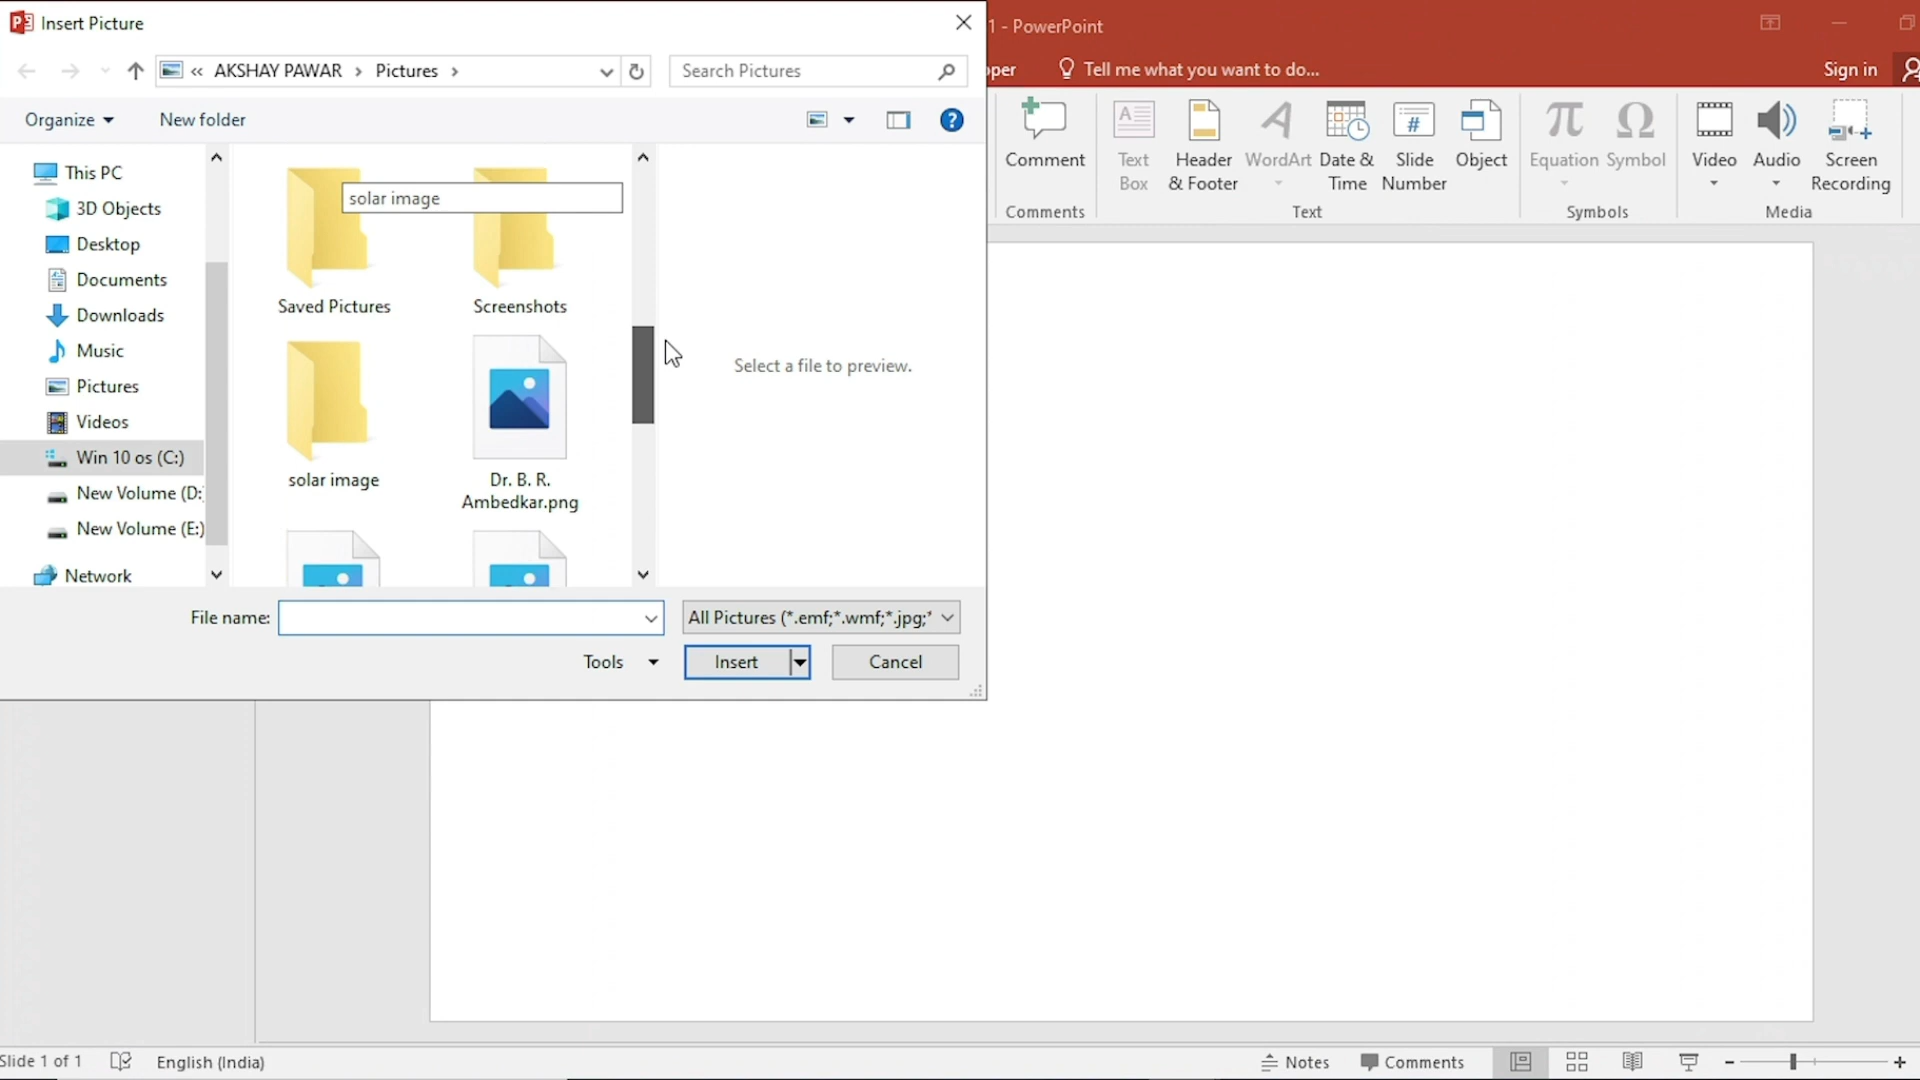 Insert Picture
1 - PowerPoint
« AKSHAY PAWAR › Pictures ›
Search Pictures
Tell me what you want to do...
Sign in
Organize
New folder
This PC
3D Objects
Desktop
Documents
Downloads
Music
Pictures
Videos
Win 10 os (C:)
New Volume (D:
New Volume (E:)
Network
solar image
Saved Pictures
Screenshots
solar image
Dr. B. R.
Ambedkar.png
Select a file to preview.
File name:
All Pictures (*.emf;*.wmf;*.jpg;*
Tools
Insert
Cancel
Comment
Comments
Text
Box
Header
& Footer
WordArt
Date &
Time
Slide
Number
Object
Text
Equation
Symbol
Symbols
Video
Audio
Screen
Recording
Media
Slide 1 of 1
English (India)
Notes
Comments